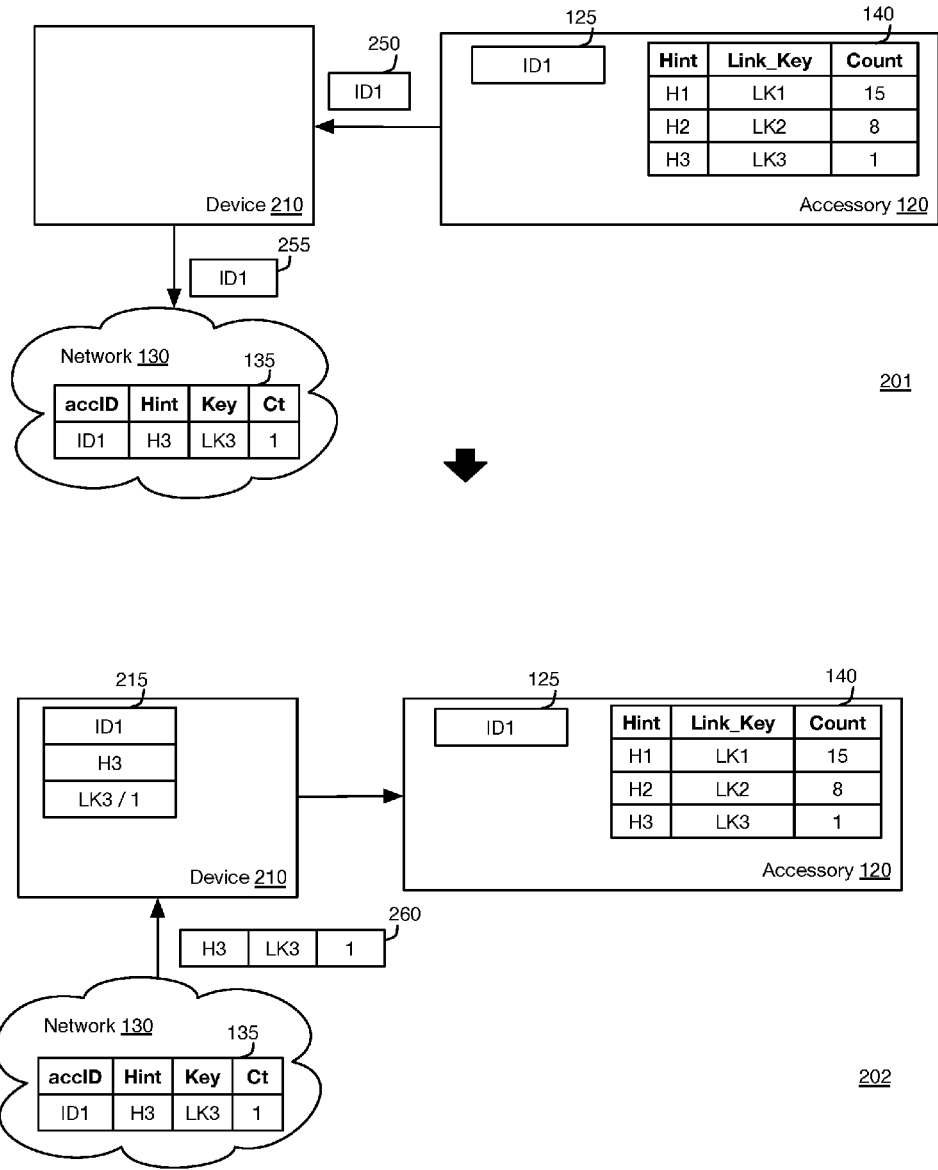 250
125
140
ID1
ID1
Hint Link_Key Count
H1 LK1 15
H2 LK2 8
H3 LK3 1
Device 210
Accessory 120
255
ID1
Network 130
135
accID Hint Key Ct
ID1 H3 LK3 1
201
215
125
140
ID1
H3
LK3 / 1
ID1
Hint Link_Key Count
H1 LK1 15
H2 LK2 8
H3 LK3 1
Device 210
Accessory 120
260
H3 LK3 1
Network 130
135
accID Hint Key Ct
ID1 H3 LK3 1
202